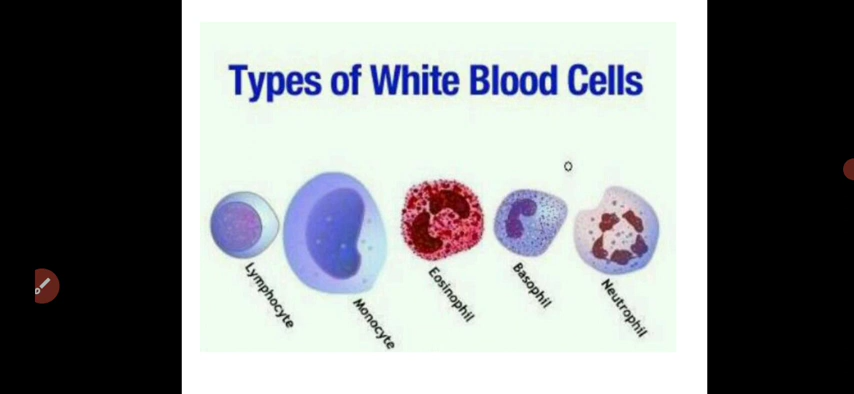 Types of White Blood Cells
Lymphocyte
Monocyte
Eosinophil
Basophil
Neutrophil